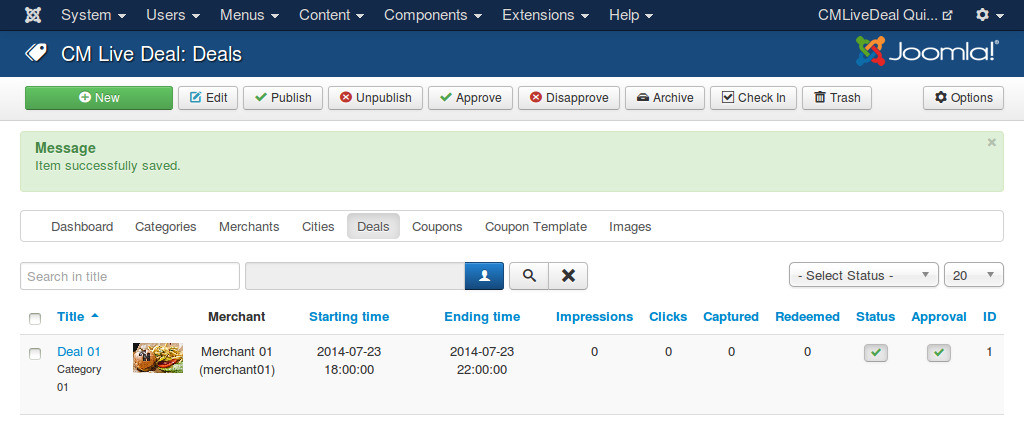 System Users Menus Content Components Extensions Help CMLiveDeal Qui...
CM Live Deal: Deals Joomla!®
New Edit Publish Unpublish Approve Disapprove Archive Check In Trash Options
Message
Item successfully saved.
Dashboard Categories Merchants Cities Deals Coupons Coupon Template Images
Search in title - Select Status - 20
Title Merchant Starting time Ending time Impressions Clicks Captured Redeemed Status Approval ID
Deal 01 Merchant 01 2014-07-23 2014-07-23 0 0 0 0 1
Category (merchant01) 18:00:00 22:00:00
01